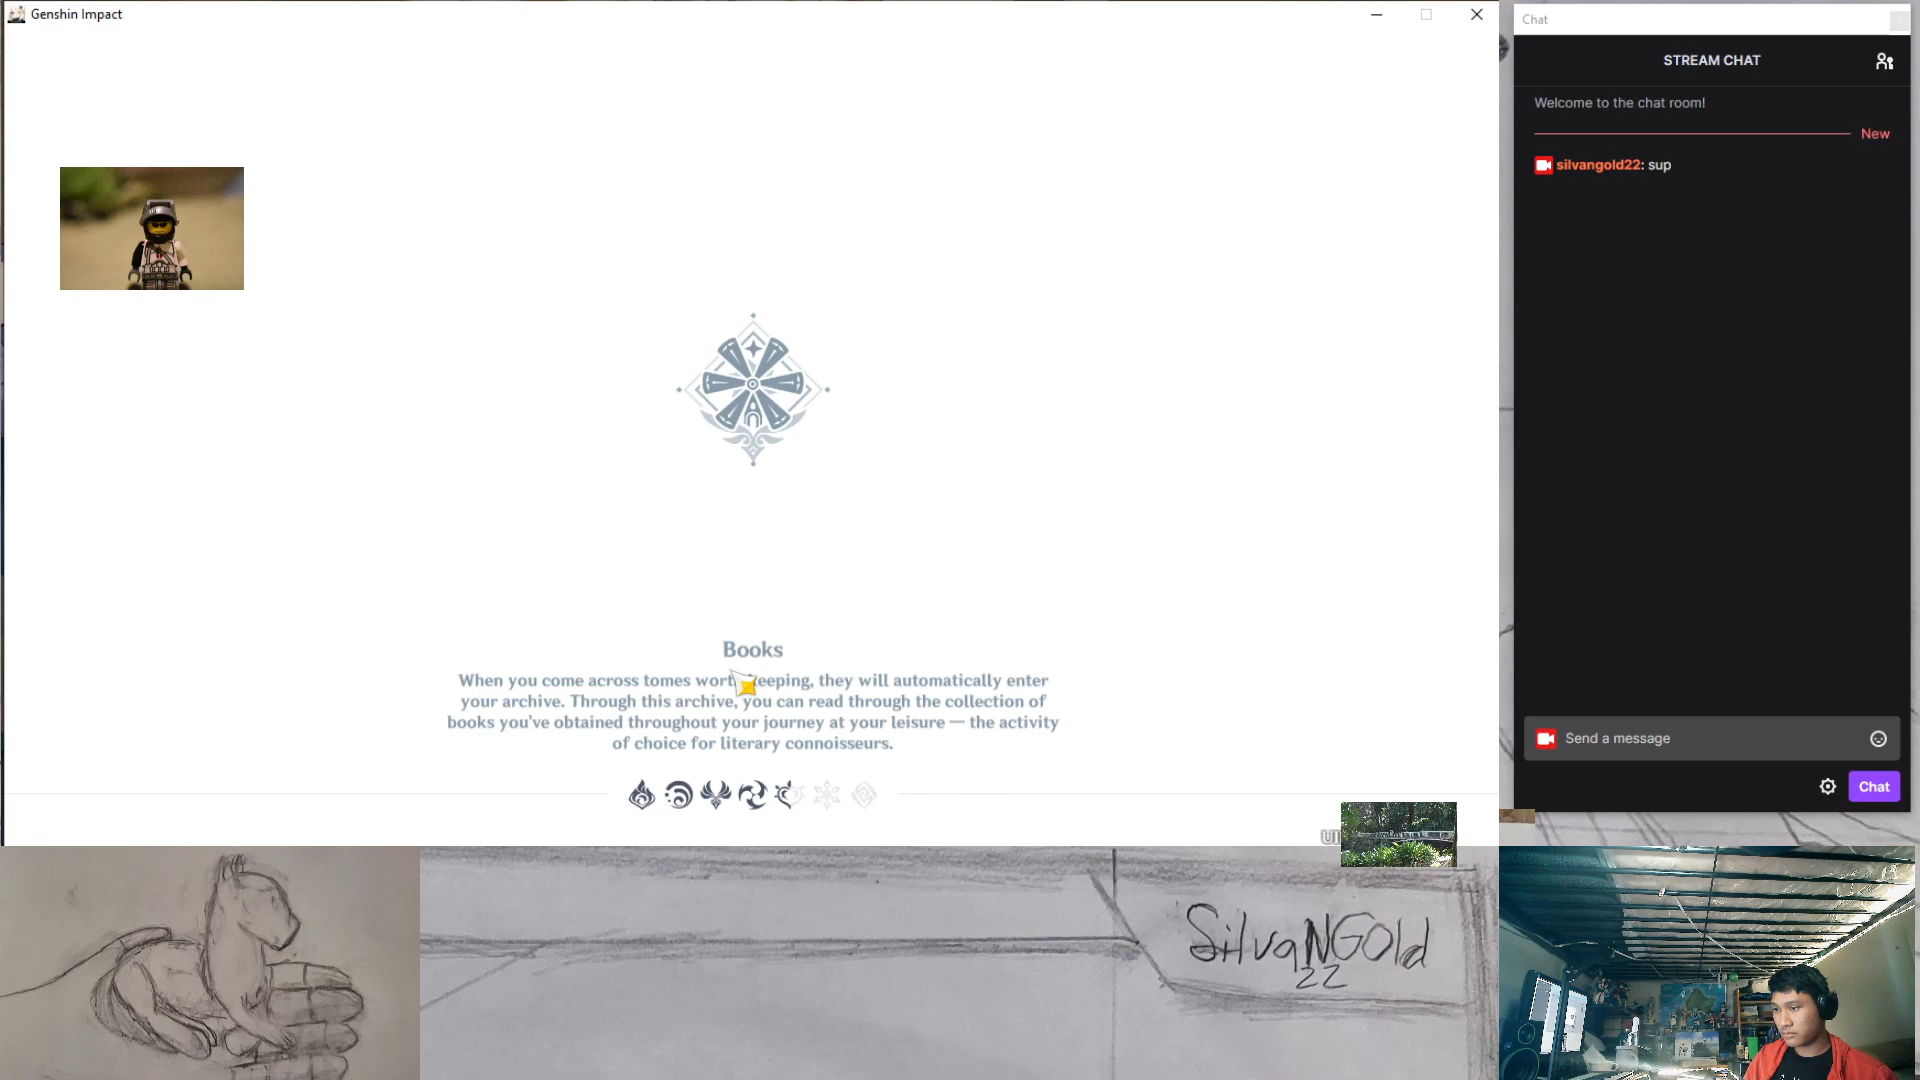 Genshin Impact
Chat
STREAM CHAT
Welcome to the chat room!
New
silvangold22: sup
Books
When you come across tomes worth keeping, they will automatically enter
your archive. Through this archive, you can read through the collection of
books you've obtained throughout your journey at your leisure — the activity
of choice for literary connoisseurs.
Send a message
Chat
SilvaNGOld
22